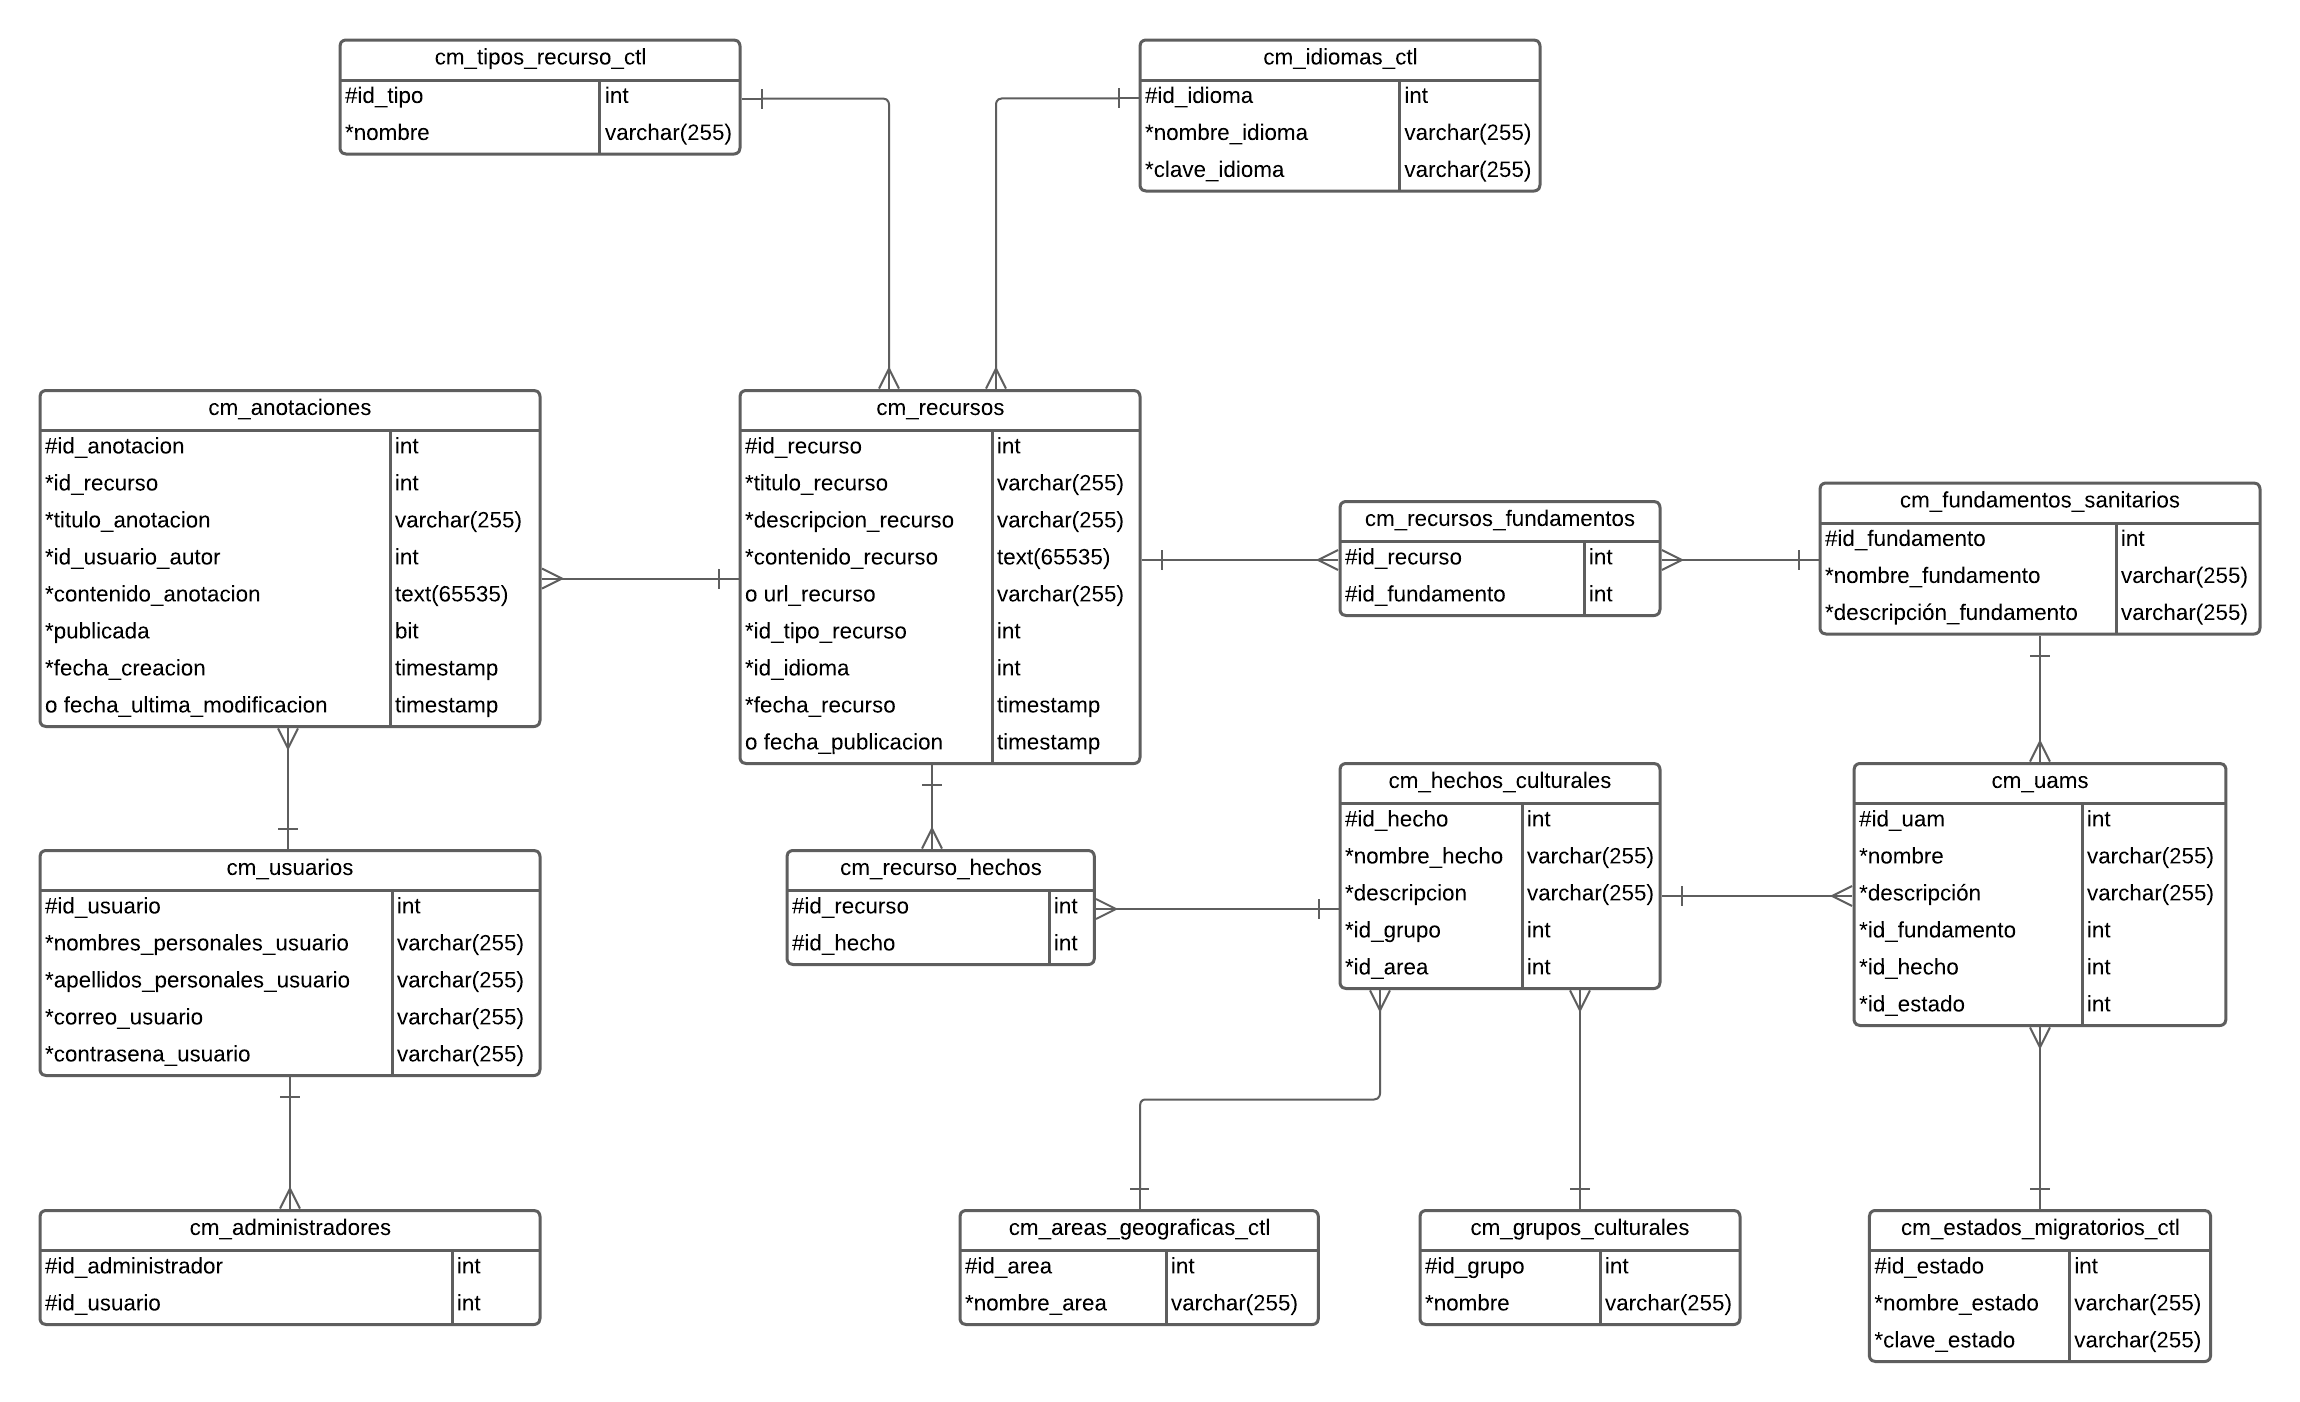 cm_tipos_recurso_ctl
#id_tipo int
*nombre varchar(255)
cm_idiomas_ctl
#id_idioma int
*nombre_idioma varchar(255)
*clave_idioma varchar(255)
cm_anotaciones
#id_anotacion int
*id_recurso int
*titulo_anotacion varchar(255)
*id_usuario_autor int
*contenido_anotacion text(65535)
*publicada bit
*fecha_creacion timestamp
o fecha_ultima_modificacion timestamp
cm_recursos
#id_recurso int
*titulo_recurso varchar(255)
*descripcion_recurso varchar(255)
*contenido_recurso text(65535)
o url_recurso varchar(255)
*id_tipo_recurso int
*id_idioma int
*fecha_recurso timestamp
o fecha_publicacion timestamp
cm_recursos_fundamentos
#id_recurso int
#id_fundamento int
cm_fundamentos_sanitarios
#id_fundamento int
*nombre_fundamento varchar(255)
*descripción_fundamento varchar(255)
cm_usuarios
#id_usuario int
*nombres_personales_usuario varchar(255)
*apellidos_personales_usuario varchar(255)
*correo_usuario varchar(255)
*contrasena_usuario varchar(255)
cm_recurso_hechos
#id_recurso int
#id_hecho int
cm_hechos_culturales
#id_hecho int
*nombre_hecho varchar(255)
*descripcion varchar(255)
*id_grupo int
*id_area int
cm_uams
#id_uam int
*nombre varchar(255)
*descripción varchar(255)
*id_fundamento int
*id_hecho int
*id_estado int
cm_administradores
#id_administrador int
#id_usuario int
cm_areas_geograficas_ctl
#id_area int
*nombre_area varchar(255)
cm_grupos_culturales
#id_grupo int
*nombre varchar(255)
cm_estados_migratorios_ctl
#id_estado int
*nombre_estado varchar(255)
*clave_estado varchar(255)